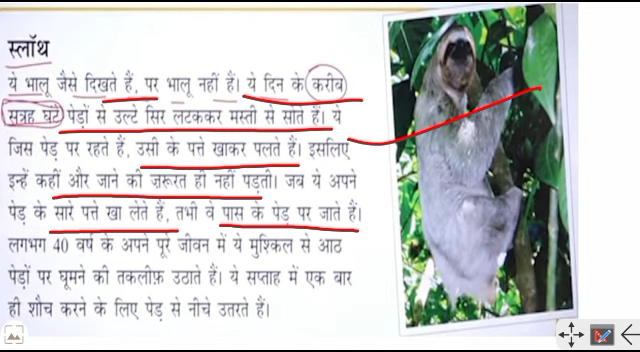 स्लॉथ
ये भालू जैसे दिखते हैं, पर भालू नहीं हैं। ये दिन के करीब
सत्रह घंटे पेड़ों से उल्टे सिर लटककर मस्ती से सोते हैं। ये
जिस पेड़ पर रहते हैं, उसी के पत्ते खाकर पलते हैं। इसलिए
इन्हें कहीं और जाने की ज़रूरत ही नहीं पड़ती। जब ये अपने
पेड़ के सारे पत्ते खा लेते हैं, तभी वे पास के पेड़ पर जाते हैं।
लगभग 40 वर्ष के अपने पूरे जीवन में ये मुश्किल से आठ
पेड़ों पर घूमने की तकलीफ़ उठाते हैं। ये सप्ताह में एक बार
ही शौच करने के लिए पेड़ से नीचे उतरते हैं।